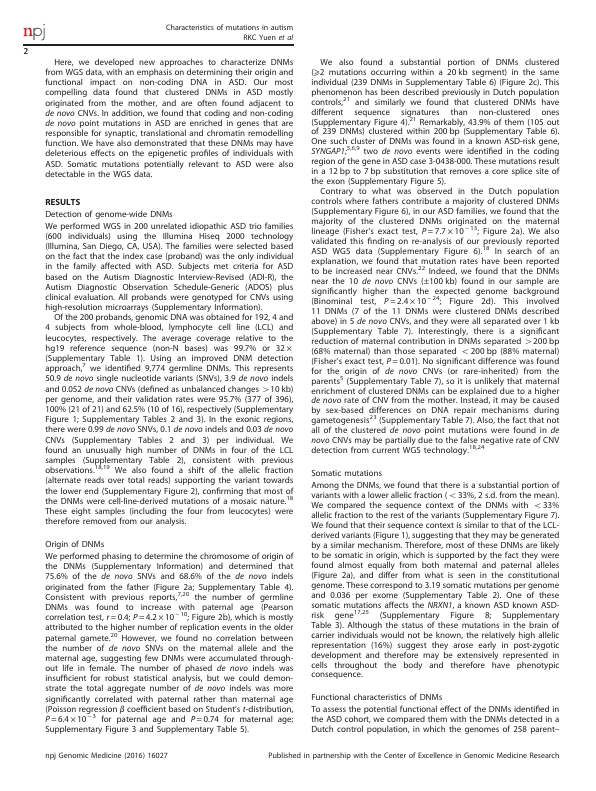 npj
Characteristics of mutations in autism
RKC Yuen et al
2
Here, we developed new approaches to characterize DNMs
from WGS data, with an emphasis on determining their origin and
functional impact on non-coding DNA in ASD. Our most
compelling data found that clustered DNMs in ASD mostly
originated from the mother, and are often found adjacent to
de novo CNVs. In addition, we found that coding and non-coding
de novo point mutations in ASD are enriched in genes that are
responsible for synaptic, translational and chromatin remodelling
function. We have also demonstrated that these DNMs may have
deleterious effects on the epigenetic profiles of individuals with
ASD. Somatic mutations potentially relevant to ASD were also
detectable in the WGS data.
RESULTS
Detection of genome-wide DNMs
We performed WGS in 200 unrelated idiopathic ASD trio families
(600 individuals) using the Illumina Hiseq 2000 technology
(Illumina, San Diego, CA, USA). The families were selected based
on the fact that the index case (proband) was the only individual
in the family affected with ASD. Subjects met criteria for ASD
based on the Autism Diagnostic Interview-Revised (ADI-R), the
Autism Diagnostic Observation Schedule-Generic (ADOS) plus
clinical evaluation. All probands were genotyped for CNVs using
high-resolution microarrays (Supplementary Information).
Of the 200 probands, genomic DNA was obtained for 192, 4 and
4 subjects from whole-blood, lymphocyte cell line (LCL) and
leucocytes, respectively. The average coverage relative to the
hg19 reference sequence (non-N bases) was 99.7% or 32×
(Supplementary Table 1). Using an improved DNM detection
approach,7 we identified 9,774 germline DNMs. This represents
50.9 de novo single nucleotide variants (SNVs), 3.9 de novo indels
and 0.052 de novo CNVs (defined as unbalanced changes >10 kb)
per genome, and their validation rates were 95.7% (377 of 396),
100% (21 of 21) and 62.5% (10 of 16), respectively (Supplementary
Figure 1; Supplementary Tables 2 and 3). In the exonic regions,
there were 0.99 de novo SNVs, 0.1 de novo indels and 0.03 de novo
CNVs (Supplementary Tables 2 and 3) per individual. We
found an unusually high number of DNMs in four of the LCL
samples (Supplementary Table 2), consistent with previous
observations.18,19 We also found a shift of the allelic fraction
(alternate reads over total reads) supporting the variant towards
the lower end (Supplementary Figure 2), confirming that most of
the DNMs were cell-line-derived mutations of a mosaic nature.18
These eight samples (including the four from leucocytes) were
therefore removed from our analysis.
Origin of DNMs
We performed phasing to determine the chromosome of origin of
the DNMs (Supplementary Information) and determined that
75.6% of the de novo SNVs and 68.6% of the de novo indels
originated from the father (Figure 2a; Supplementary Table 4).
Consistent with previous reports,7,20 the number of germline
DNMs was found to increase with paternal age (Pearson
correlation test, r=0.4; P=4.2×10−10; Figure 2b), which is mostly
attributed to the higher number of replication events in the older
paternal gamete.20 However, we found no correlation between
the number of de novo SNVs on the maternal allele and the
maternal age, suggesting few DNMs were accumulated through-
out life in female. The number of phased de novo indels was
insufficient for robust statistical analysis, but we could demon-
strate the total aggregate number of de novo indels was more
significantly correlated with paternal rather than maternal age
(Poisson regression β coefficient based on Student's t-distribution,
P=6.4×10−3 for paternal age and P=0.74 for maternal age;
Supplementary Figure 3 and Supplementary Table 5).
We also found a substantial portion of DNMs clustered
(⩾2 mutations occurring within a 20 kb segment) in the same
individual (239 DNMs in Supplementary Table 6) (Figure 2c). This
phenomenon has been described previously in Dutch population
controls,21 and similarly we found that clustered DNMs have
different sequence signatures than non-clustered ones
(Supplementary Figure 4).21 Remarkably, 43.9% of them (105 out
of 239 DNMs) clustered within 200 bp (Supplementary Table 6).
One such cluster of DNMs was found in a known ASD-risk gene,
SYNGAP1;5,6,9 two de novo events were identified in the coding
region of the gene in ASD case 3-0438-000. These mutations result
in a 12 bp to 7 bp substitution that removes a core splice site of
the exon (Supplementary Figure 5).
Contrary to what was observed in the Dutch population
controls where fathers contribute a majority of clustered DNMs
(Supplementary Figure 6), in our ASD families, we found that the
majority of the clustered DNMs originated on the maternal
lineage (Fisher's exact test, P=7.7×10−13; Figure 2a). We also
validated this finding on re-analysis of our previously reported
ASD WGS data (Supplementary Figure 6).18 In search of an
explanation, we found that mutation rates have been reported
to be increased near CNVs.22 Indeed, we found that the DNMs
near the 10 de novo CNVs (±100 kb) found in our sample are
significantly higher than the expected genome background
(Binominal test, P=2.4×10−24; Figure 2d). This involved
11 DNMs (7 of the 11 DNMs were clustered DNMs described
above) in 5 de novo CNVs, and they were all separated over 1 kb
(Supplementary Table 7). Interestingly, there is a significant
reduction of maternal contribution in DNMs separated >200 bp
(68% maternal) than those separated <200 bp (88% maternal)
(Fisher's exact test, P=0.01). No significant difference was found
for the origin of de novo CNVs (or rare-inherited) from the
parents5 (Supplementary Table 7), so it is unlikely that maternal
enrichment of clustered DNMs can be explained due to a higher
de novo rate of CNV from the mother. Instead, it may be caused
by sex-based differences on DNA repair mechanisms during
gametogenesis23 (Supplementary Table 7). Also, the fact that not
all of the clustered de novo point mutations were found in de
novo CNVs may be partially due to the false negative rate of CNV
detection from current WGS technology.18,24
Somatic mutations
Among the DNMs, we found that there is a substantial portion of
variants with a lower allelic fraction (<33%, 2 s.d. from the mean).
We compared the sequence context of the DNMs with <33%
allelic fraction to the rest of the variants (Supplementary Figure 7).
We found that their sequence context is similar to that of the LCL-
derived variants (Figure 1), suggesting that they may be generated
by a similar mechanism. Therefore, most of these DNMs are likely
to be somatic in origin, which is supported by the fact they were
found almost equally from both paternal and maternal alleles
(Figure 2a), and differ from what is seen in the constitutional
genome. These correspond to 3.19 somatic mutations per genome
and 0.036 per exome (Supplementary Table 2). One of these
somatic mutations affects the NRXN1, a known ASD known ASD-
risk gene17,25 (Supplementary Figure 8; Supplementary
Table 3). Although the status of these mutations in the brain of
carrier individuals would not be known, the relatively high allelic
representation (16%) suggest they arose early in post-zygotic
development and therefore may be extensively represented in
cells throughout the body and therefore have phenotypic
consequence.
Functional characteristics of DNMs
To assess the potential functional effect of the DNMs identified in
the ASD cohort, we compared them with the DNMs detected in a
Dutch control population, in which the genomes of 258 parent–
npj Genomic Medicine (2016) 16027
Published in partnership with the Center of Excellence in Genomic Medicine Research